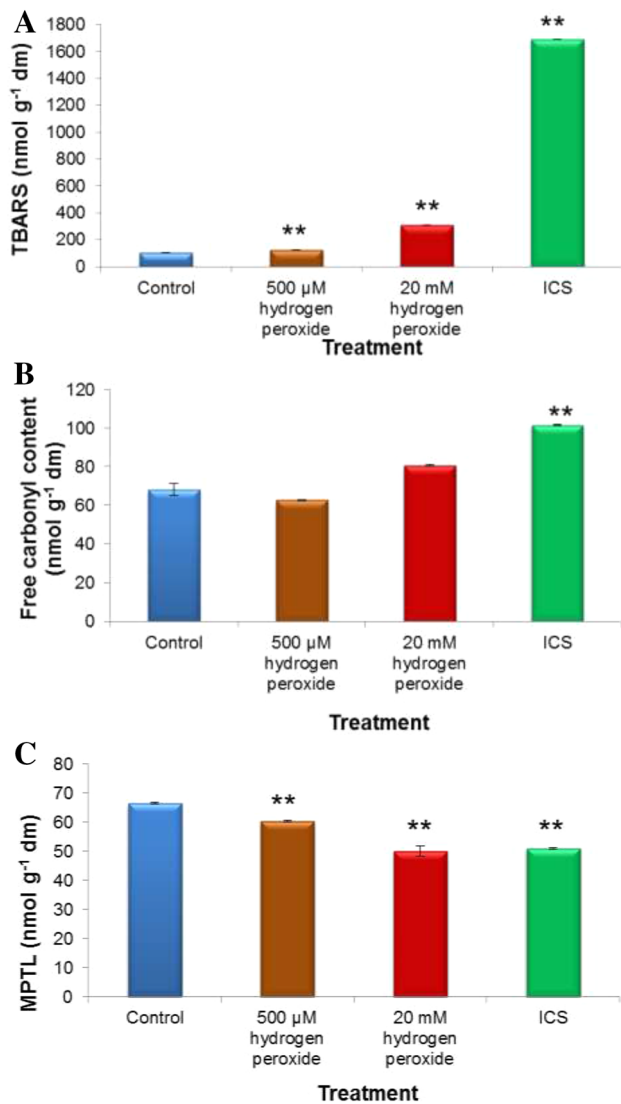 A
TBARS (nmol g⁻¹ dm)
1800
1600
1400
1200
1000
800
600
400
200
0
**
**
**
Control
500 µM
hydrogen
peroxide
20 mM
hydrogen
peroxide
ICS
Treatment
B
Free carbonyl content
(nmol g⁻¹ dm)
120
100
80
60
40
20
0
**
Control
500 µM
hydrogen
peroxide
20 mM
hydrogen
peroxide
ICS
Treatment
C
MPTL (nmol g⁻¹ dm)
80
70
60
50
40
30
20
10
0
**
**
**
Control
500 µM
hydrogen
peroxide
20 mM
hydrogen
peroxide
ICS
Treatment